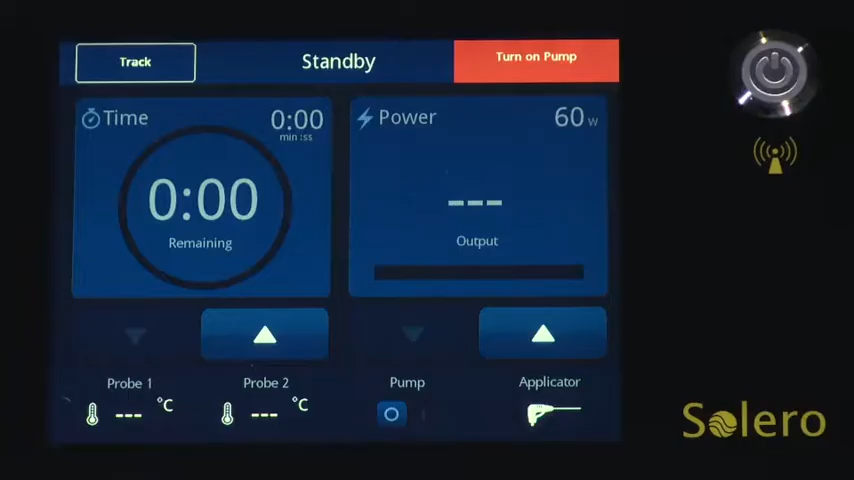 Track
Standby
Turn on Pump
Time
0:00
min:ss
0:00
Remaining
Power
60 w
---
Output
Probe 1
--- °C
Probe 2
--- °C
Pump
Applicator
Solero